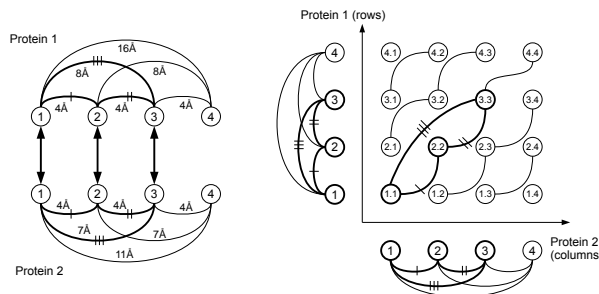 Protein 1
16Å
8Å 8Å
4Å 4Å 4Å
1 2 3 4
1 2 3 4
4Å 4Å 4Å
7Å 7Å
11Å
Protein 2
Protein 1 (rows)
4 4.1 4.2 4.3 4.4
3 3.1 3.2 3.3 3.4
2 2.1 2.2 2.3 2.4
1 1.1 1.2 1.3 1.4
Protein 2
(columns
1 2 3 4